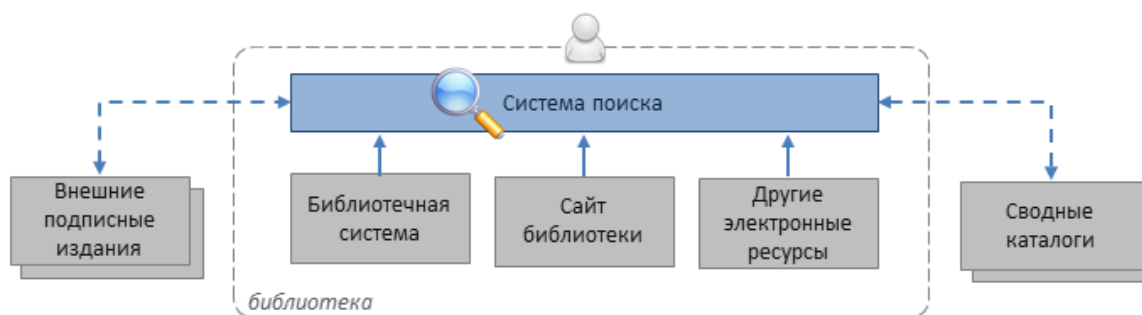 Система поиска
Внешние
подписные
издания
Библиотечная
система
Сайт
библиотеки
Другие
электронные
ресурсы
Сводные
каталоги
библиотека